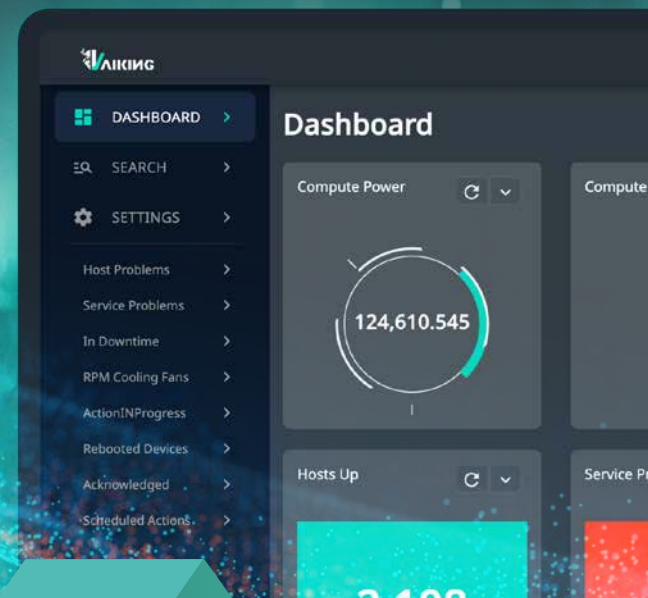 VAIKING
DASHBOARD
SEARCH
SETTINGS
Host Problems
Service Problems
In Downtime
RPM Cooling Fans
ActionINProgress
Rebooted Devices
Acknowledged
Scheduled Actions
Dashboard
Compute Power
Compute
124,610.545
Hosts Up
Service Pr